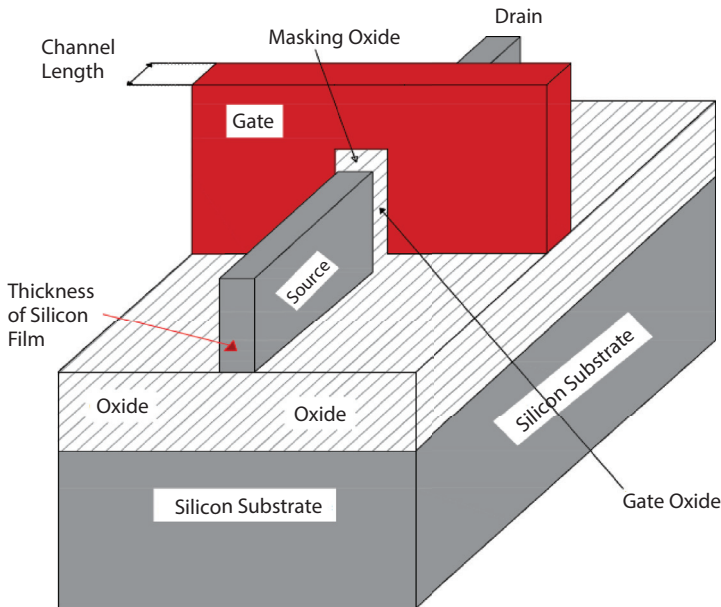 Drain
Masking Oxide
Channel
Length
Gate
Source
Thickness
of Silicon
Film
Silicon Substrate
Oxide
Oxide
Silicon Substrate
Gate Oxide